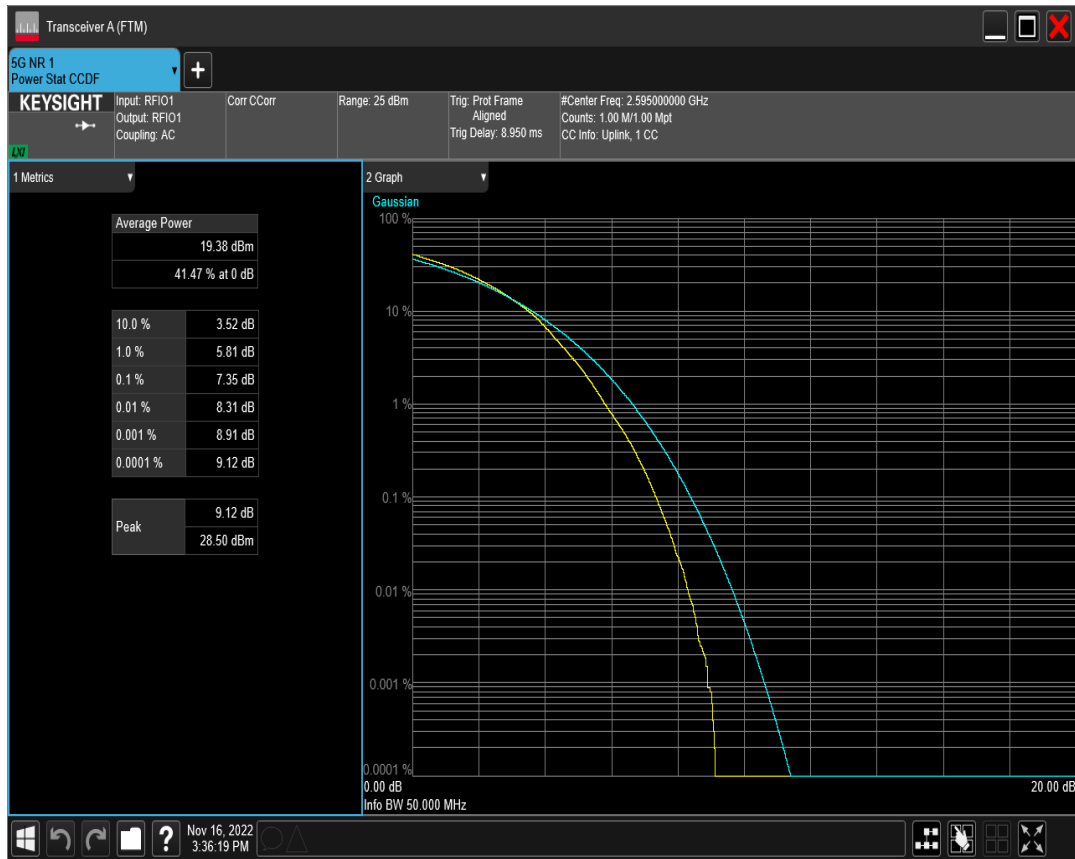 Transceiver A (FTM)
5G NR 1
Power Stat CCDF
+
KEYSIGHT
LXI
Input: RFIO1
Output: RFIO1
Coupling: AC
Corr CCorr
Range: 25 dBm
Trig: Prot Frame
Aligned
Trig Delay: 8.950 ms
#Center Freq: 2.595000000 GHz
Counts: 1.00 M/1.00 Mpt
CC Info: Uplink, 1 CC
1 Metrics
Average Power
19.38 dBm
41.47 % at 0 dB
10.0 % 3.52 dB
1.0 % 5.81 dB
0.1 % 7.35 dB
0.01 % 8.31 dB
0.001 % 8.91 dB
0.0001 % 9.12 dB
Peak
9.12 dB
28.50 dBm
2 Graph
Gaussian
100 %
10 %
1 %
0.1 %
0.01 %
0.001 %
0.0001 %
0.00 dB 20.00 dB
Info BW 50.000 MHz
?
Nov 16, 2022
3:36:19 PM